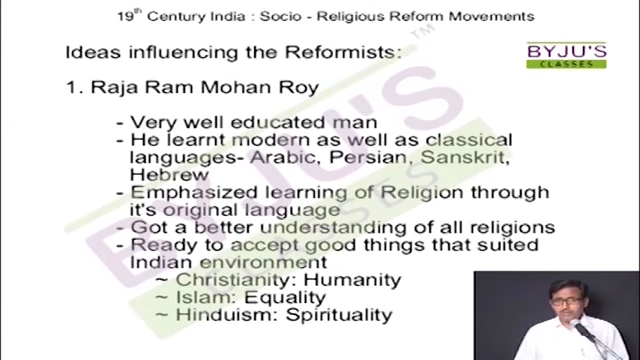 19th Century India : Socio - Religious Reform Movements
Ideas influencing the Reformists:
BYJU'S
CLASSES
1. Raja Ram Mohan Roy
- Very well educated man
- He learnt modern as well as classical
languages- Arabic, Persian, Sanskrit,
Hebrew
- Emphasized learning of Religion through
it's original language
- Got a better understanding of all religions
- Ready to accept good things that suited
Indian environment
~ Christianity: Humanity
~ Islam: Equality
~ Hinduism: Spirituality
BYJU'S
CLASSES
TM